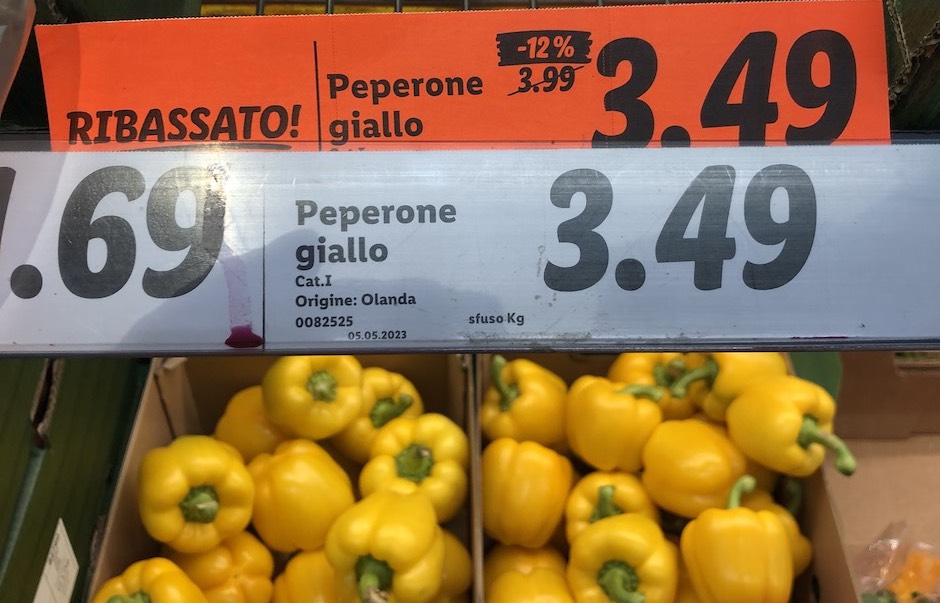 RIBASSATO!
Peperone
giallo
-12%
3.99
3.49
.69
Peperone
giallo
Cat.I
Origine: Olanda
0082525
05.05.2023
sfuso Kg
3.49